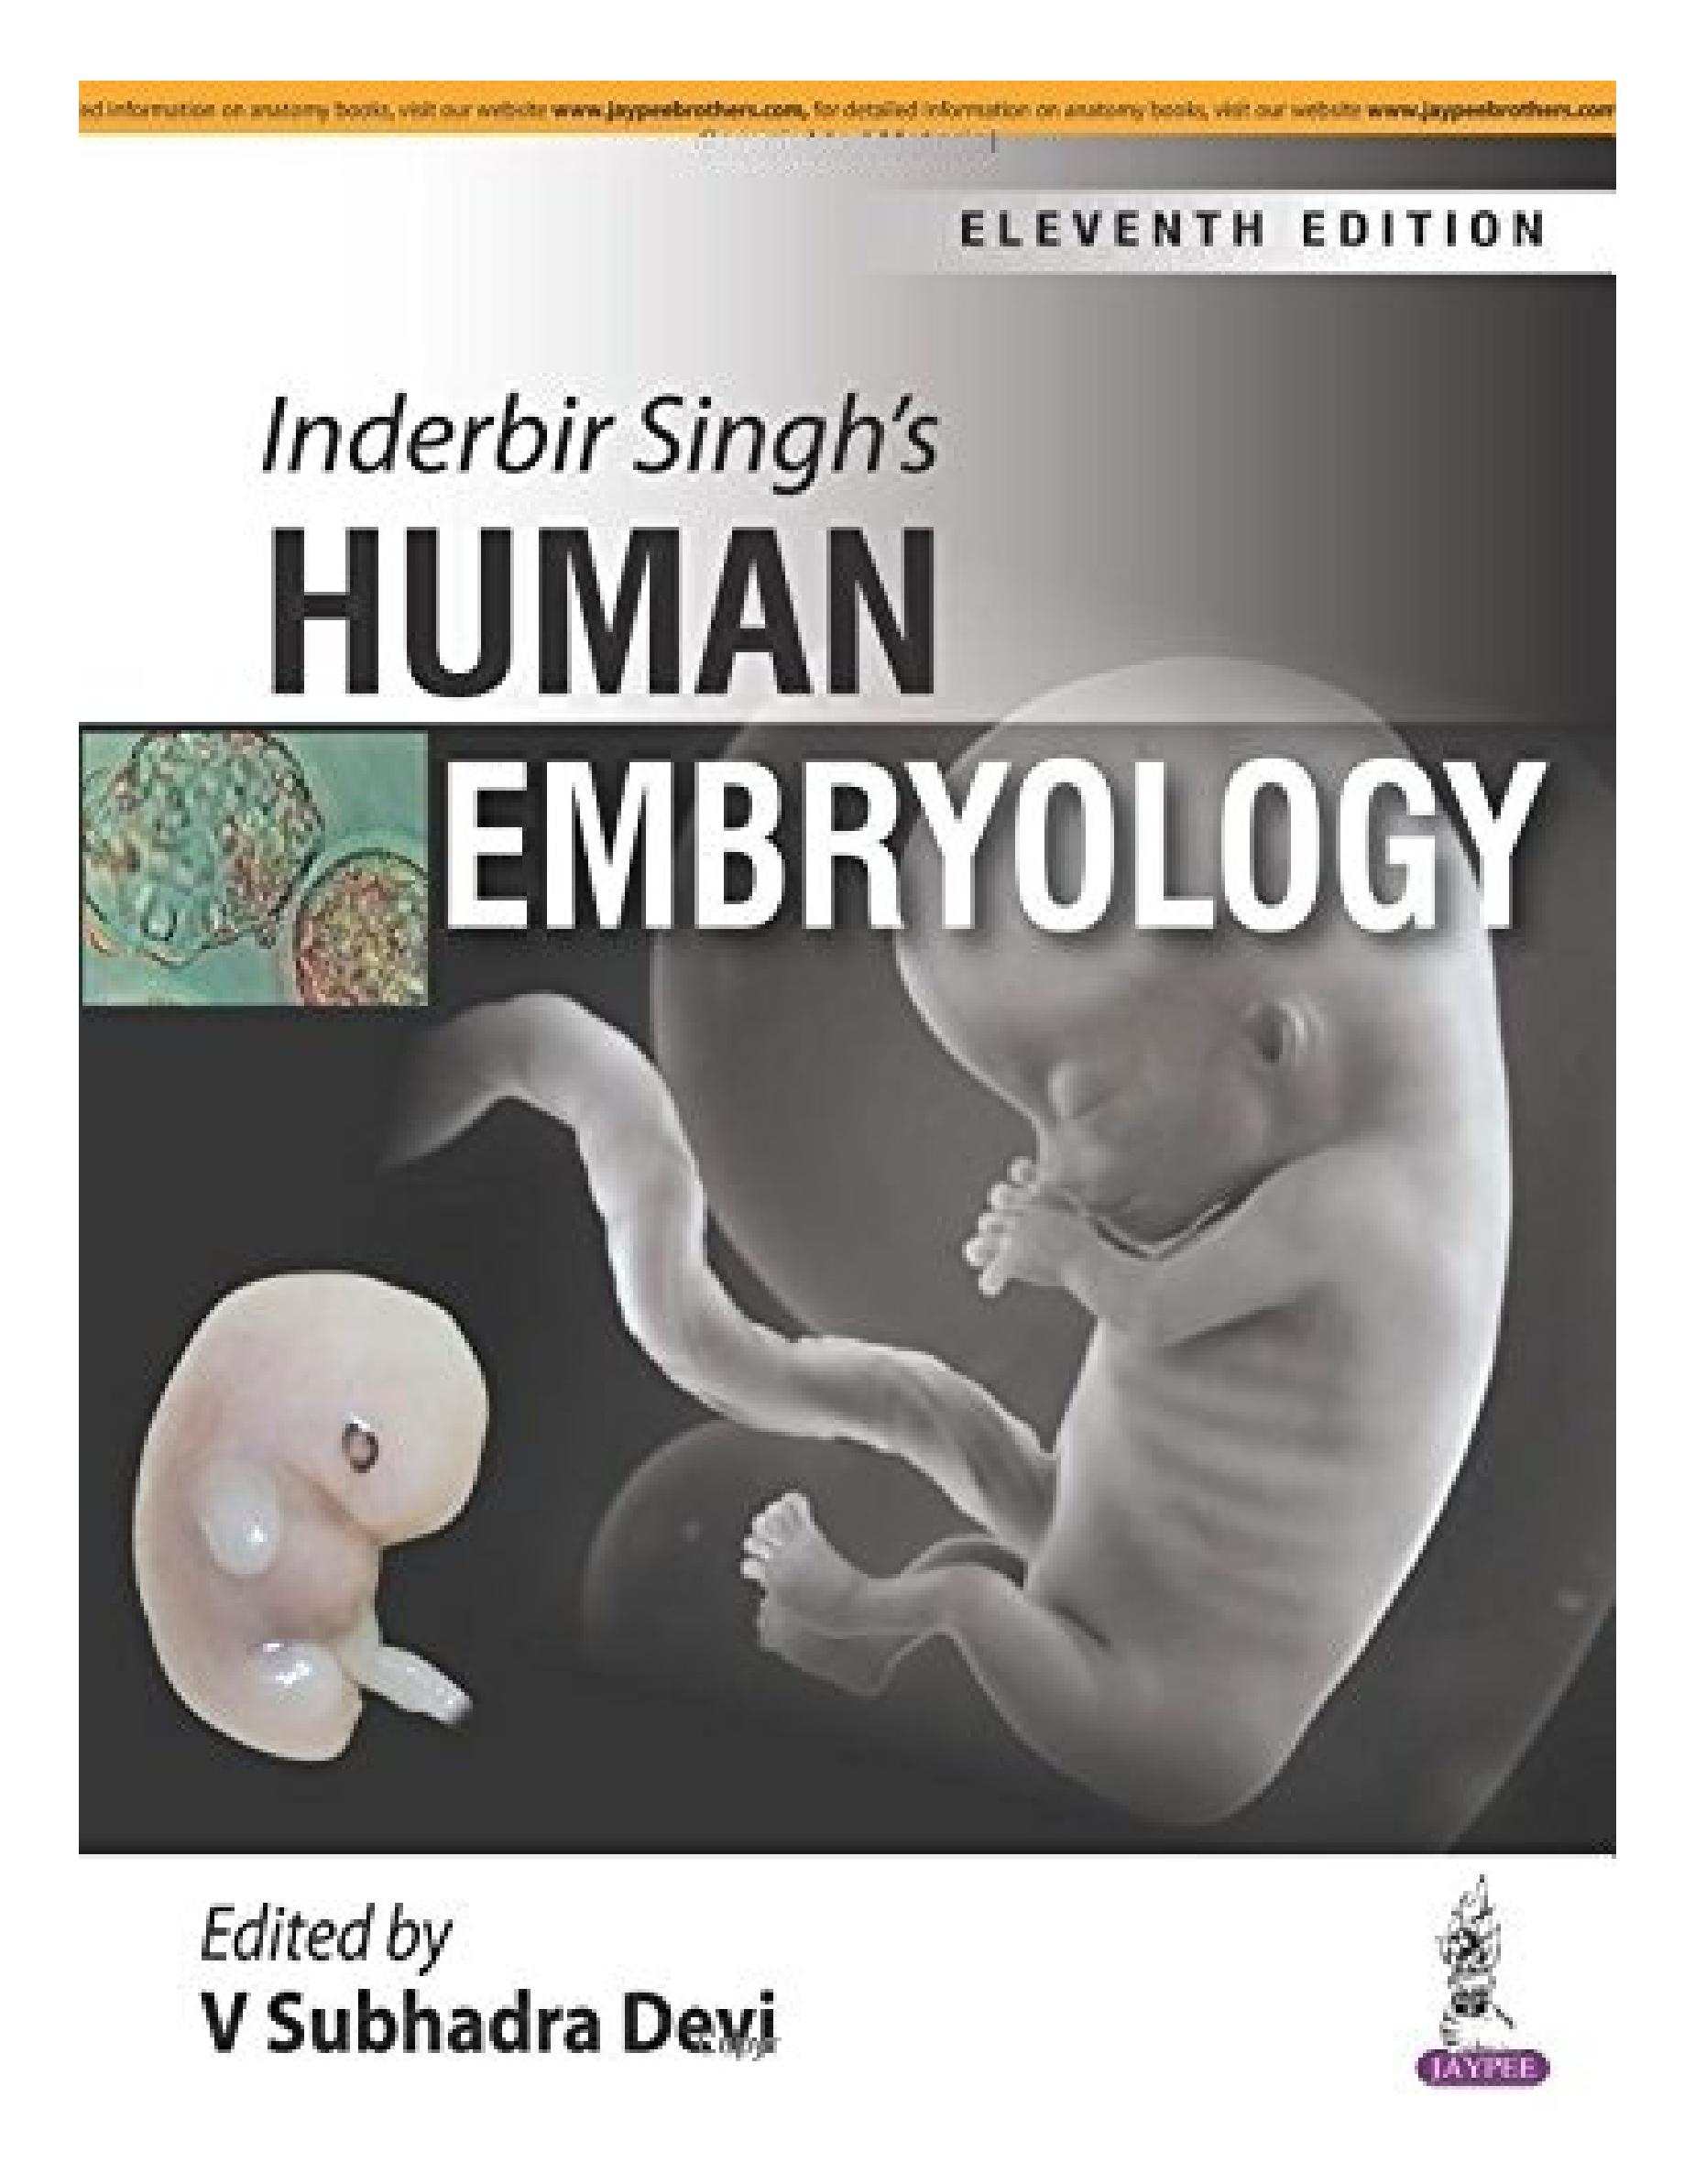 ed information on anatomy books, visit our website www.jaypeebrothers.com, for detailed information on anatomy books, visit our website www.jaypeebrothers.com
ELEVENTH EDITION
Inderbir Singh's
HUMAN
EMBRYOLOGY
Edited by
V Subhadra Devi
JAYPEE